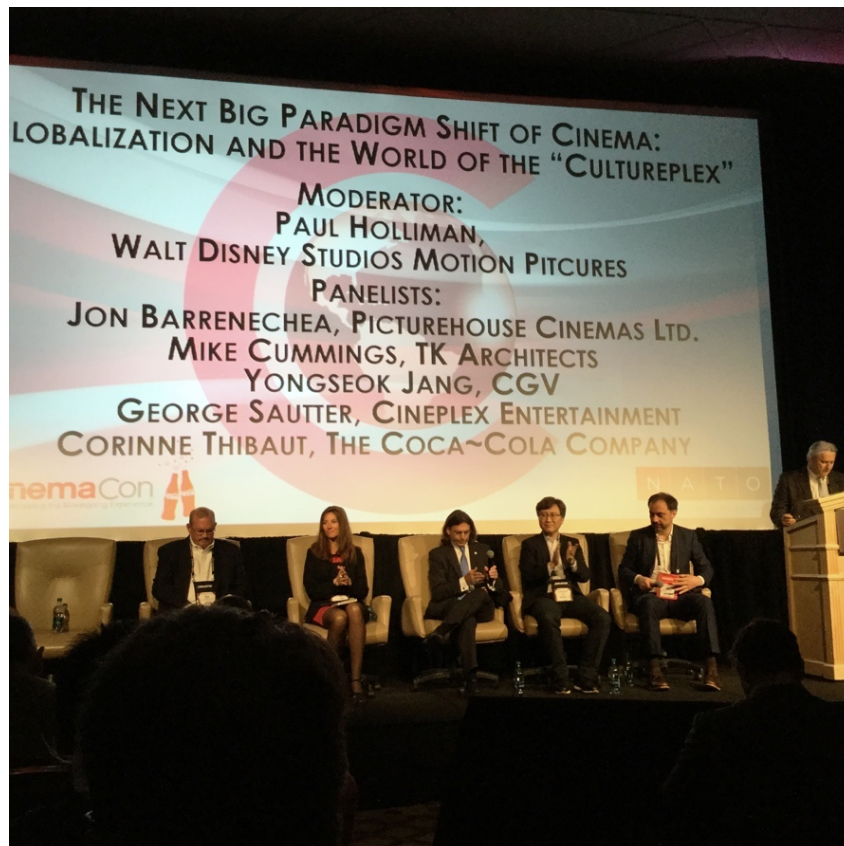 The Next Big Paradigm Shift of Cinema:
lobalization and the World of the “Cultureplex”
Moderator:
Paul Holliman,
Walt Disney Studios Motion Pitcures
Panelists:
Jon Barrenechea, Picturehouse Cinemas Ltd.
Mike Cummings, TK Architects
Yongseok Jang, CGV
George Sautter, Cineplex Entertainment
Corinne Thibaut, The Coca~Cola Company
nemaCon
NATO